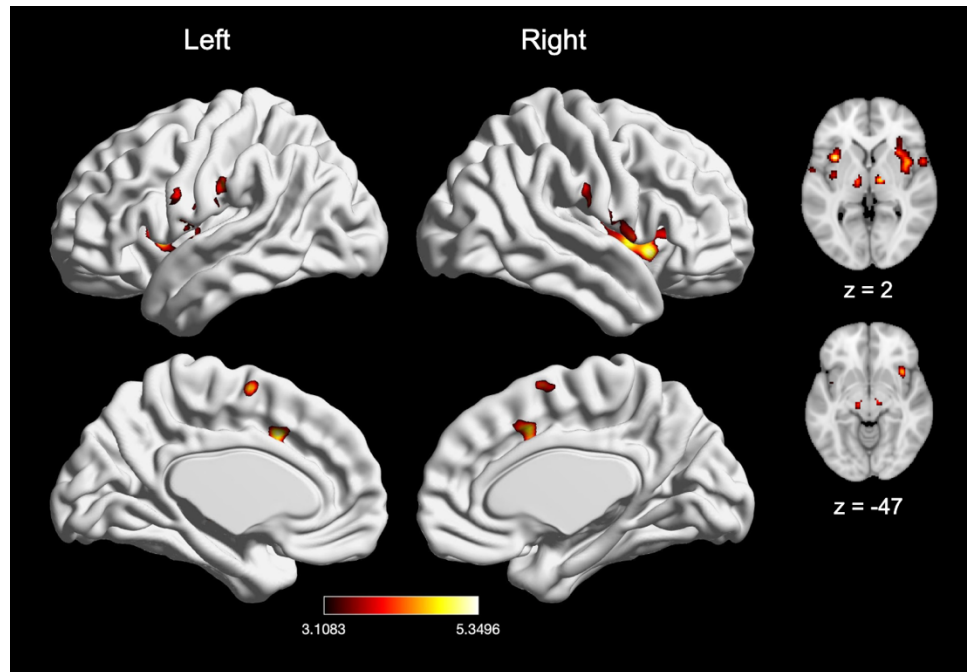 Left
Right
z = 2
z = -47
3.1083
5.3496